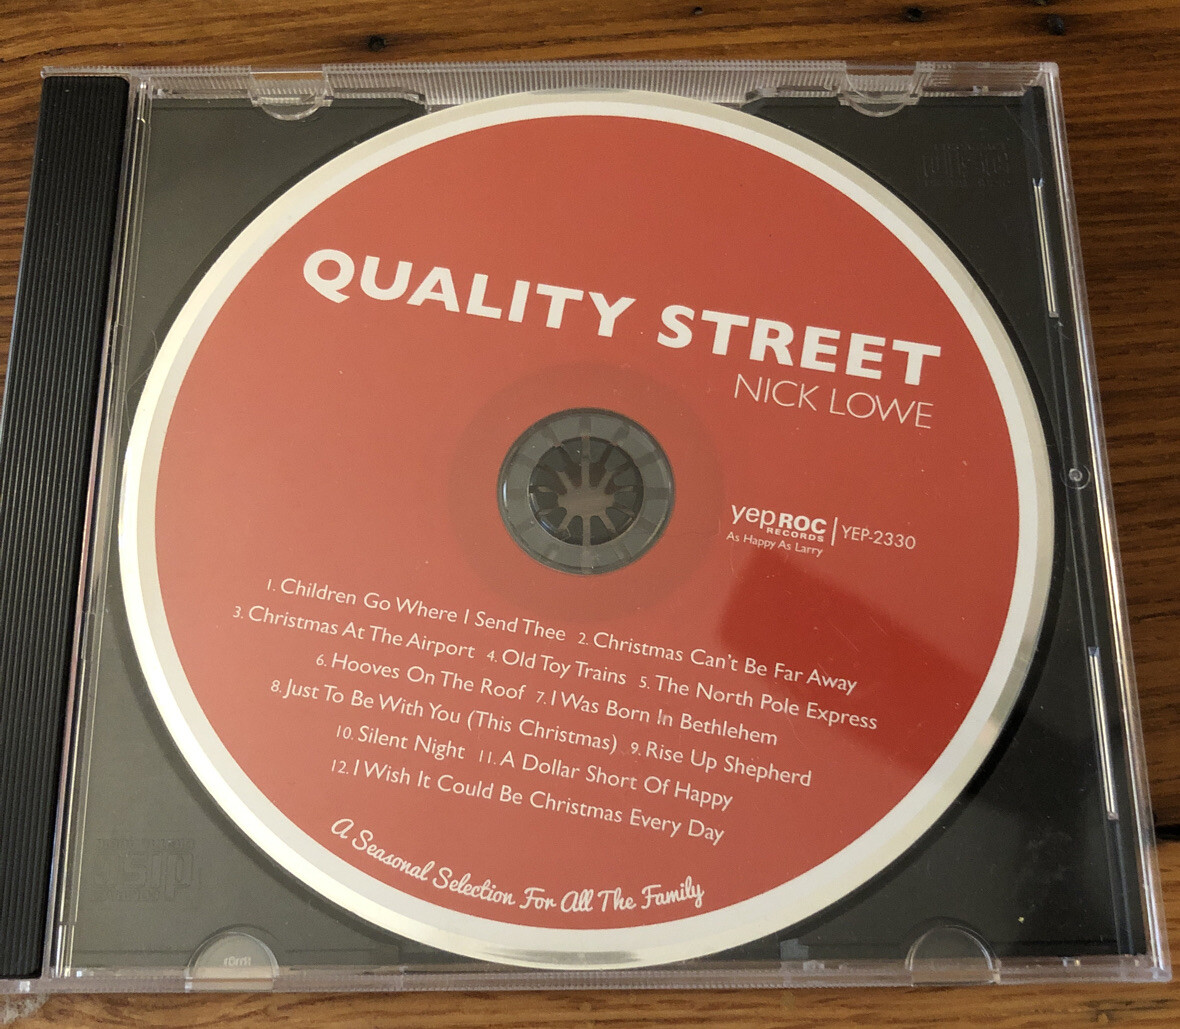 QUALITY STREET
NICK LOWE
yepROC | YEP-2330
RECORDS
As Happy As Larry
1. Children Go Where I Send Thee 2. Christmas Can't Be Far Away
3. Christmas At The Airport 4. Old Toy Trains 5. The North Pole Express
6. Hooves On The Roof 7. I Was Born In Bethlehem
8. Just To Be With You (This Christmas) 9. Rise Up Shepherd
10. Silent Night 11. A Dollar Short Of Happy
12. I Wish It Could Be Christmas Every Day
A Seasonal Selection For All The Family